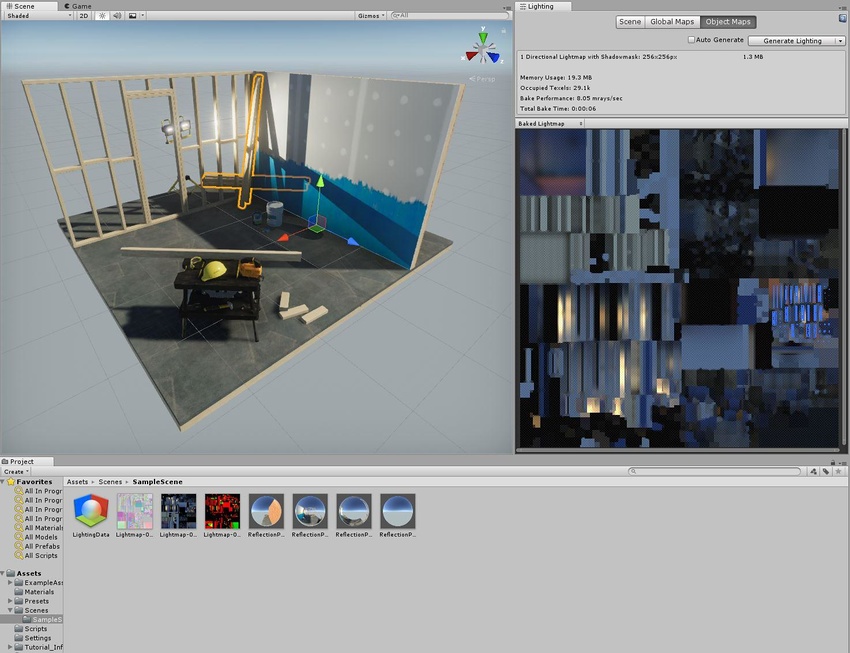 Scene
Game
Shaded
2D
Gizmos
All
y
x
z
Persp
Lighting
Scene
Global Maps
Object Maps
Auto Generate
Generate Lighting
1 Directional Lightmap with Shadowmask: 256x256px
1.3 MB
Memory Usage: 19.3 MB
Occupied Texels: 29.1k
Bake Performance: 8.05 mrays/sec
Total Bake Time: 0:00:06
Baked Lightmap
Project
Create
Favorites
All In Progr
All In Progr
All In Progr
All In Progr
All Materials
All Models
All Prefabs
All Scripts
Assets
ExampleAss
Materials
Presets
Scenes
SampleS
Scripts
Settings
Tutorial_Inf
Assets
Scenes
SampleScene
LightingData
Lightmap-0...
Lightmap-0...
Lightmap-0...
ReflectionP...
ReflectionP...
ReflectionP...
ReflectionP...